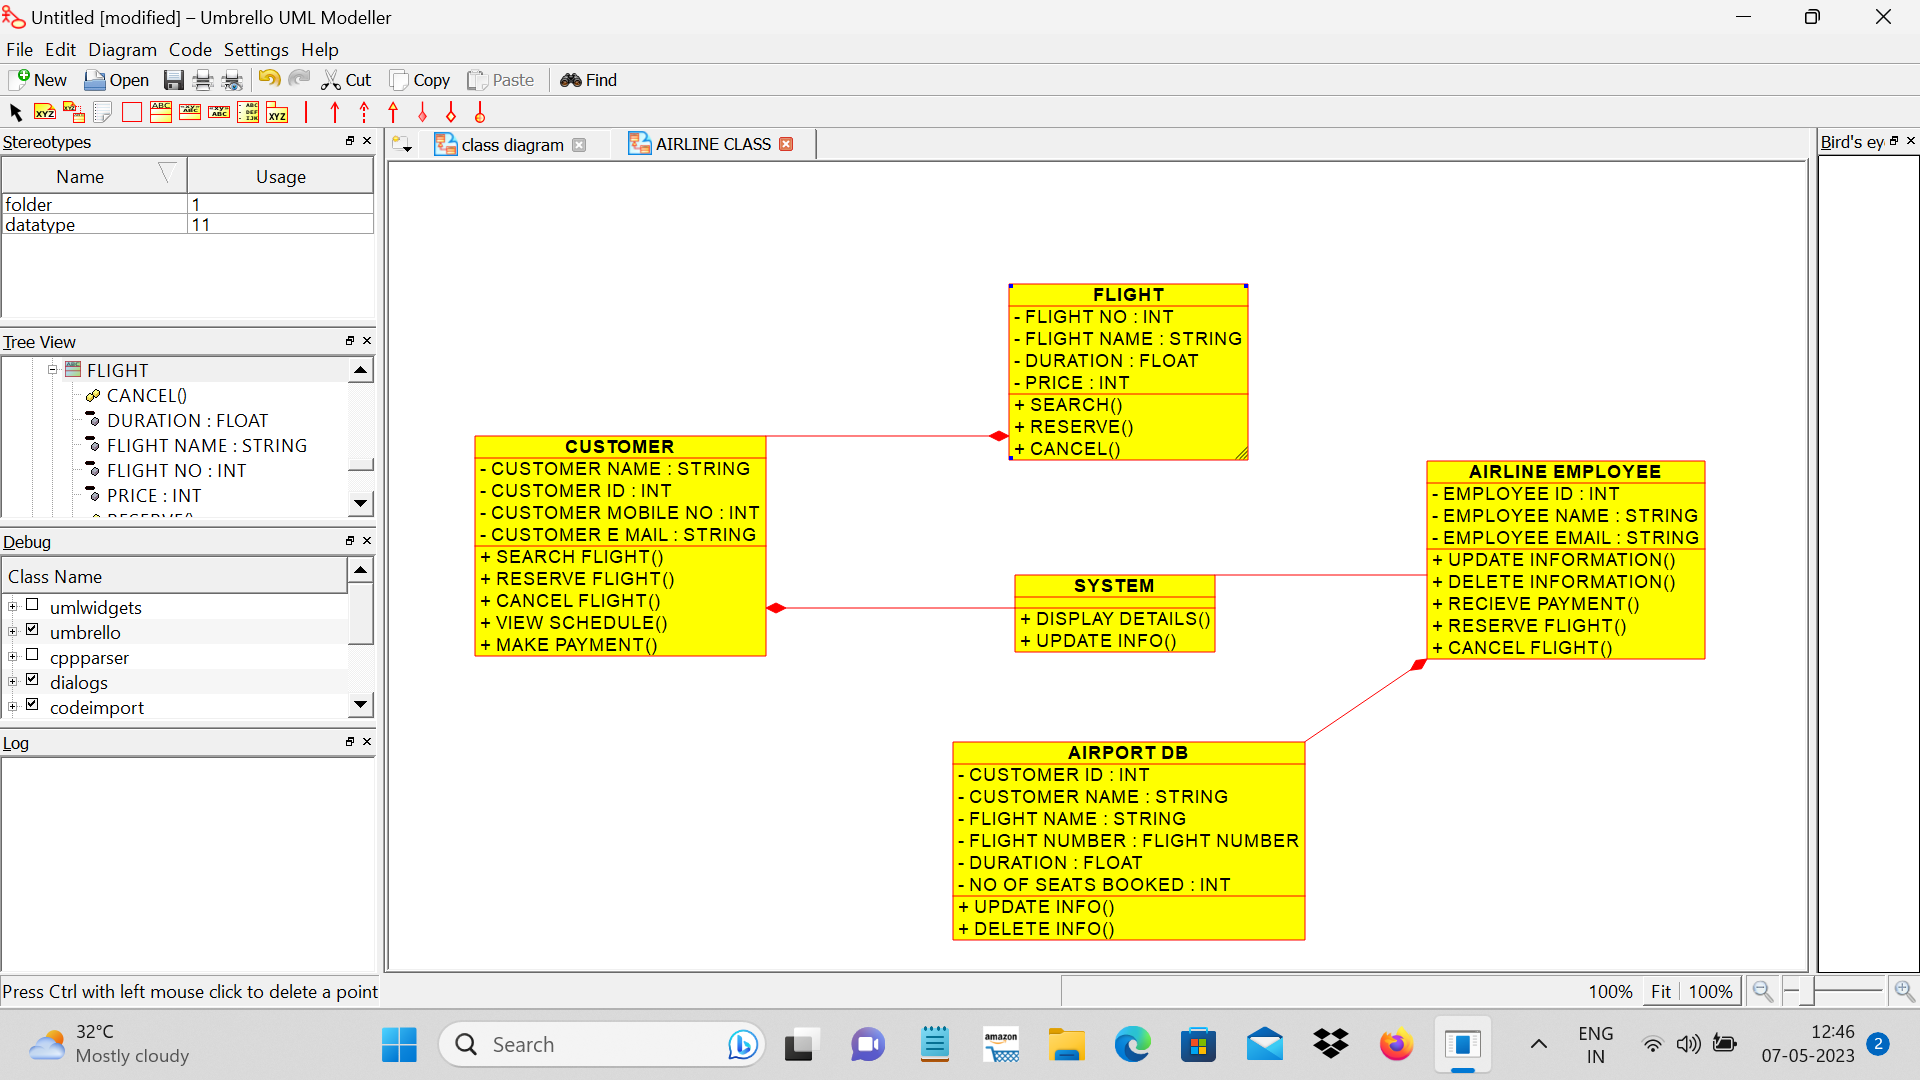 Untitled [modified] – Umbrello UML Modeller
File Edit Diagram Code Settings Help
New Open Cut Copy Paste Find
Stereotypes
Name Usage
folder 1
datatype 11
Tree View
FLIGHT
CANCEL()
DURATION : FLOAT
FLIGHT NAME : STRING
FLIGHT NO : INT
PRICE : INT
RESERVE()
Debug
Class Name
umlwidgets
umbrello
cppparser
dialogs
codeimport
Log
class diagram
AIRLINE CLASS
Bird's ey
FLIGHT
- FLIGHT NO : INT
- FLIGHT NAME : STRING
- DURATION : FLOAT
- PRICE : INT
+ SEARCH()
+ RESERVE()
+ CANCEL()
CUSTOMER
- CUSTOMER NAME : STRING
- CUSTOMER ID : INT
- CUSTOMER MOBILE NO : INT
- CUSTOMER E MAIL : STRING
+ SEARCH FLIGHT()
+ RESERVE FLIGHT()
+ CANCEL FLIGHT()
+ VIEW SCHEDULE()
+ MAKE PAYMENT()
SYSTEM
+ DISPLAY DETAILS()
+ UPDATE INFO()
AIRLINE EMPLOYEE
- EMPLOYEE ID : INT
- EMPLOYEE NAME : STRING
- EMPLOYEE EMAIL : STRING
+ UPDATE INFORMATION()
+ DELETE INFORMATION()
+ RECIEVE PAYMENT()
+ RESERVE FLIGHT()
+ CANCEL FLIGHT()
AIRPORT DB
- CUSTOMER ID : INT
- CUSTOMER NAME : STRING
- FLIGHT NAME : STRING
- FLIGHT NUMBER : FLIGHT NUMBER
- DURATION : FLOAT
- NO OF SEATS BOOKED : INT
+ UPDATE INFO()
+ DELETE INFO()
Press Ctrl with left mouse click to delete a point
100% Fit 100%
32°C
Mostly cloudy
Search
amazon
ENG
IN
12:46
07-05-2023
2